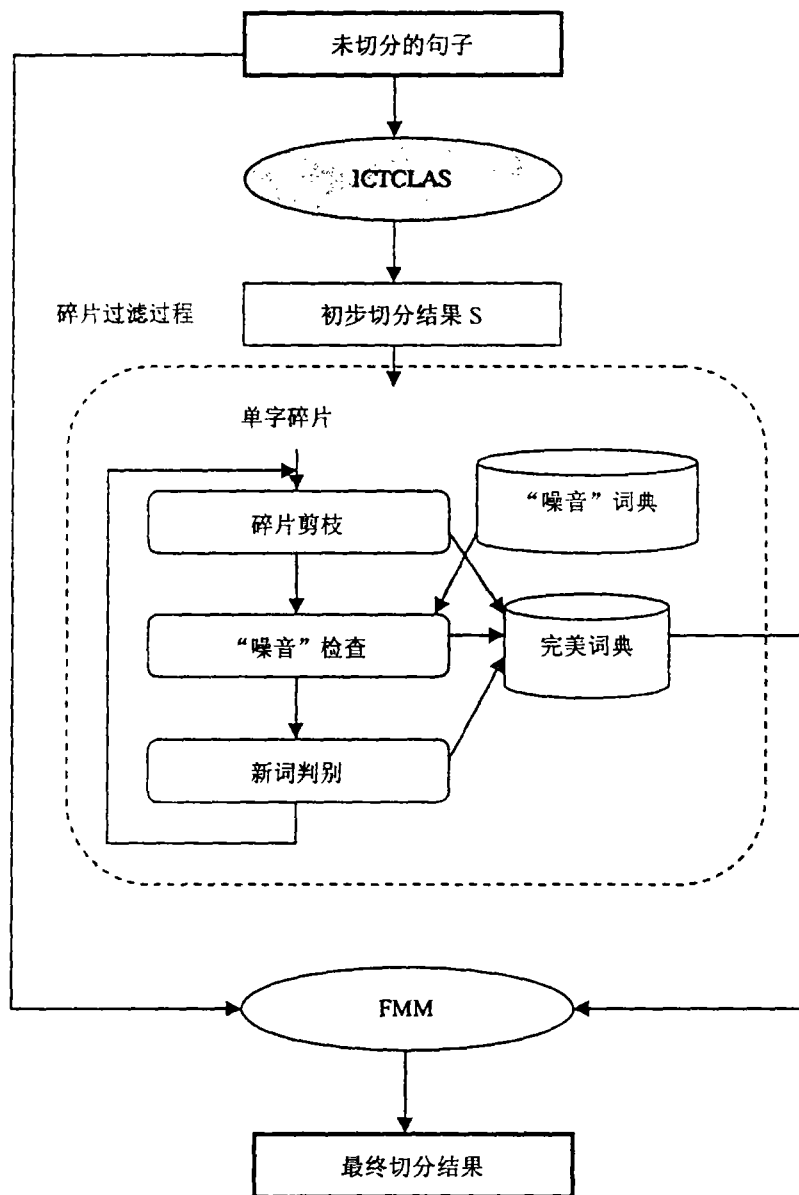 未切分的句子
ICTCLAS
碎片过滤过程
初步切分结果 S
单字碎片
碎片剪枝
“噪音”词典
“噪音”检查
完美词典
新词判别
FMM
最终切分结果